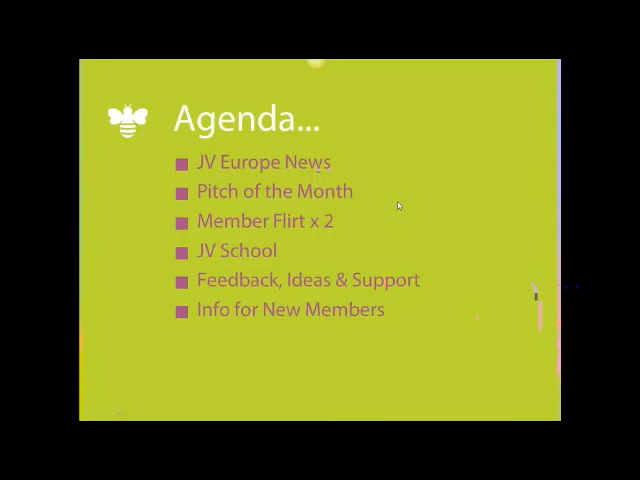 Agenda...
JV Europe News
Pitch of the Month
Member Flirt x 2
JV School
Feedback, Ideas & Support
Info for New Members